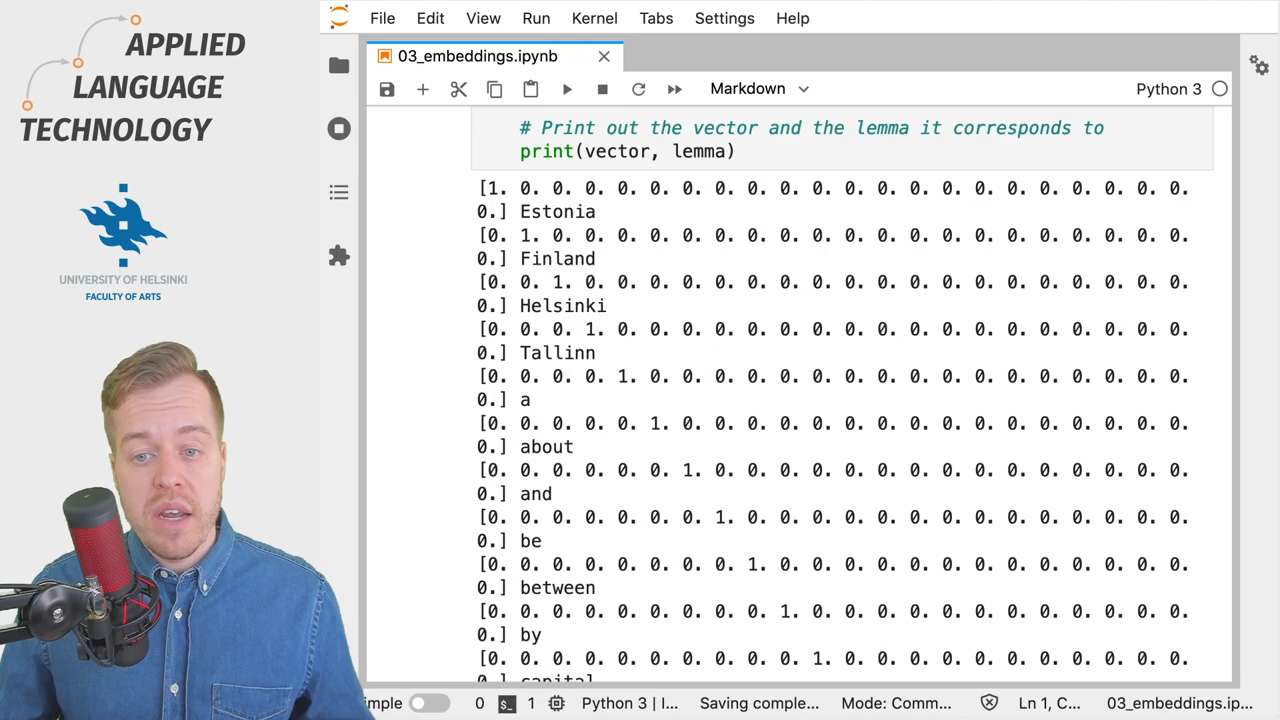 APPLIED
LANGUAGE
TECHNOLOGY
UNIVERSITY OF HELSINKI
FACULTY OF ARTS
File Edit View Run Kernel Tabs Settings Help
03_embeddings.ipynb
Markdown
Python 3
# Print out the vector and the lemma it corresponds to
print(vector, lemma)
[1. 0. 0. 0. 0. 0. 0. 0. 0. 0. 0. 0. 0. 0. 0. 0. 0. 0. 0. 0. 0. 0.
0.] Estonia
[0. 1. 0. 0. 0. 0. 0. 0. 0. 0. 0. 0. 0. 0. 0. 0. 0. 0. 0. 0. 0. 0.
0.] Finland
[0. 0. 1. 0. 0. 0. 0. 0. 0. 0. 0. 0. 0. 0. 0. 0. 0. 0. 0. 0. 0. 0.
0.] Helsinki
[0. 0. 0. 1. 0. 0. 0. 0. 0. 0. 0. 0. 0. 0. 0. 0. 0. 0. 0. 0. 0. 0.
0.] Tallinn
[0. 0. 0. 0. 1. 0. 0. 0. 0. 0. 0. 0. 0. 0. 0. 0. 0. 0. 0. 0. 0. 0.
0.] a
[0. 0. 0. 0. 0. 1. 0. 0. 0. 0. 0. 0. 0. 0. 0. 0. 0. 0. 0. 0. 0. 0.
0.] about
[0. 0. 0. 0. 0. 0. 1. 0. 0. 0. 0. 0. 0. 0. 0. 0. 0. 0. 0. 0. 0. 0.
0.] and
[0. 0. 0. 0. 0. 0. 0. 1. 0. 0. 0. 0. 0. 0. 0. 0. 0. 0. 0. 0. 0. 0.
0.] be
[0. 0. 0. 0. 0. 0. 0. 0. 1. 0. 0. 0. 0. 0. 0. 0. 0. 0. 0. 0. 0. 0.
0.] between
[0. 0. 0. 0. 0. 0. 0. 0. 0. 1. 0. 0. 0. 0. 0. 0. 0. 0. 0. 0. 0. 0.
0.] by
[0. 0. 0. 0. 0. 0. 0. 0. 0. 0. 1. 0. 0. 0. 0. 0. 0. 0. 0. 0. 0. 0.
0.] capital
imple 0 $_ 1 Python 3 | I... Saving comple... Mode: Comm... Ln 1, C... 03_embeddings.ip...